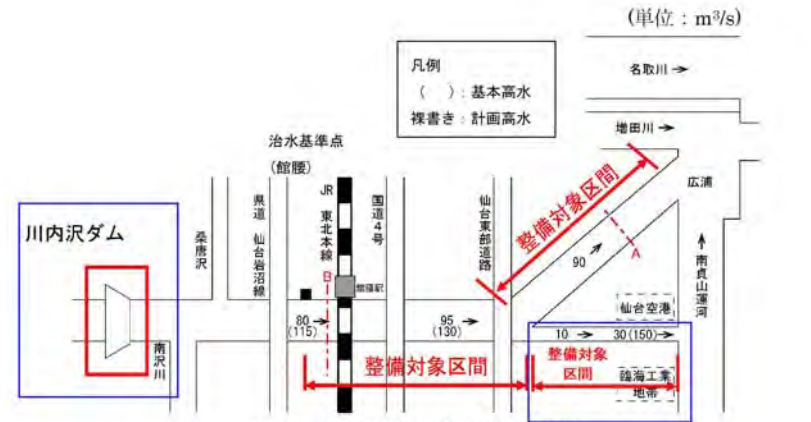 (単位：m³/s)
凡例
(　)：基本高水
裸書き：計画高水
名取川→
増田川→
広浦
治水基準点
(館腰)
川内沢ダム
桑唐沢
県道 仙台岩沼線
JR 東北本線
国道4号
仙台東部道路
整備対象区間
南貞山運河
→
90
A
B
館腰駅
仙台空港
80→
(115)
95→
(130)
10 →
30(150)→
南沢川
整備対象区間
整備対象
区間
臨海工業
地帯